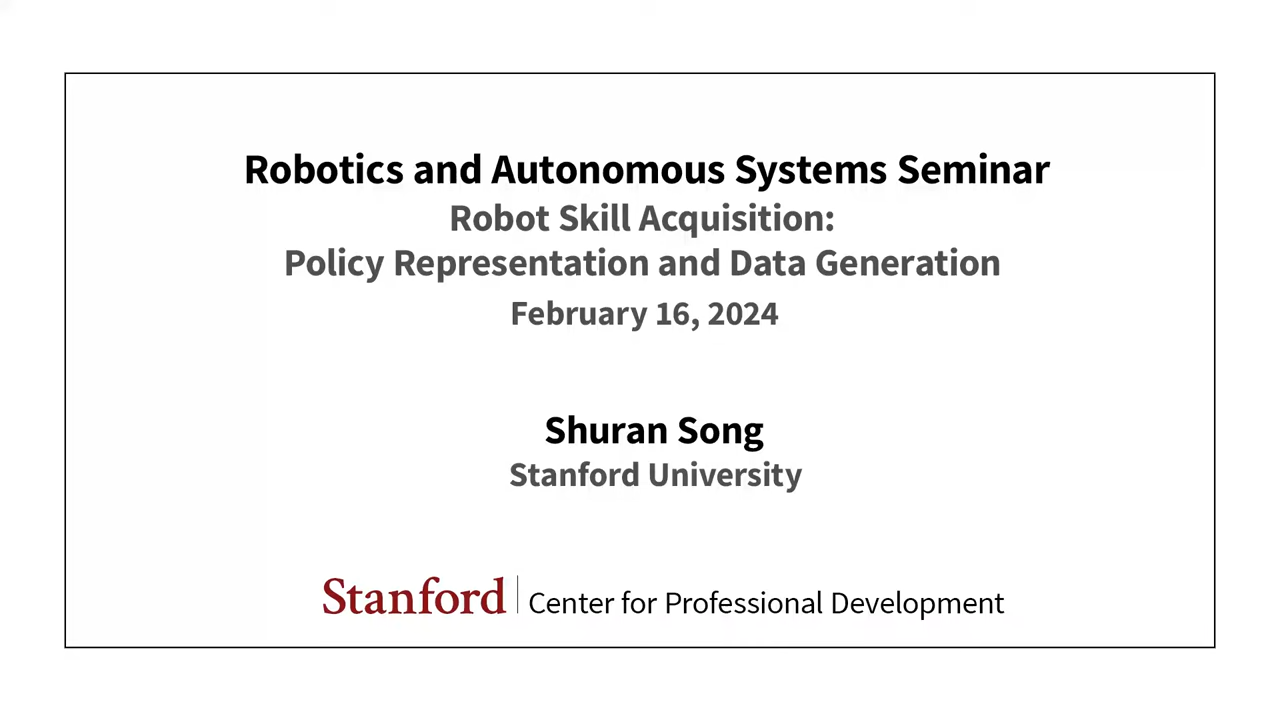 Robotics and Autonomous Systems Seminar
Robot Skill Acquisition:
Policy Representation and Data Generation
February 16, 2024
Shuran Song
Stanford University
Stanford | Center for Professional Development